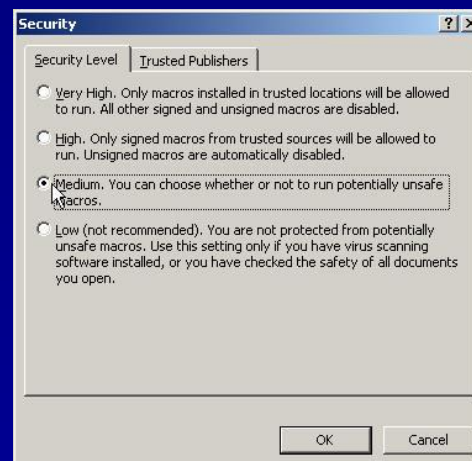 Security
Security Level Trusted Publishers
Very High. Only macros installed in trusted locations will be allowed
to run. All other signed and unsigned macros are disabled.
High. Only signed macros from trusted sources will be allowed to
run. Unsigned macros are automatically disabled.
Medium. You can choose whether or not to run potentially unsafe
macros.
Low (not recommended). You are not protected from potentially
unsafe macros. Use this setting only if you have virus scanning
software installed, or you have checked the safety of all documents
you open.
OK Cancel